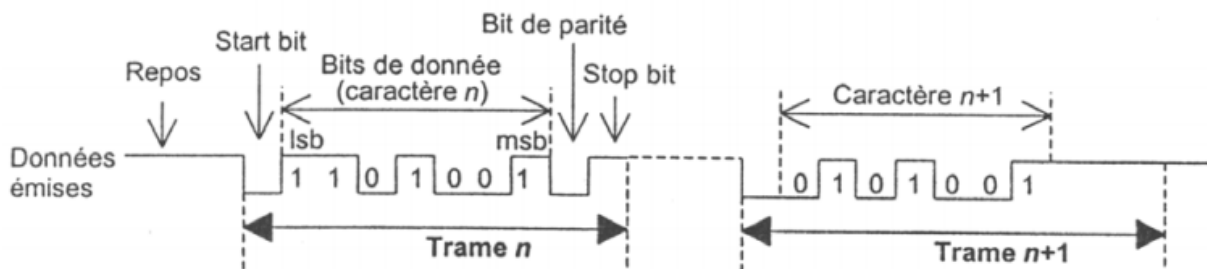 Bit de parité
Start bit
Stop bit
Repos
Bits de donnée
(caractère n)
Caractère n+1
lsb
msb
Données
émises
1 1 0 1 0 0 1
0 1 0 1 0 0 1
Trame n
Trame n+1